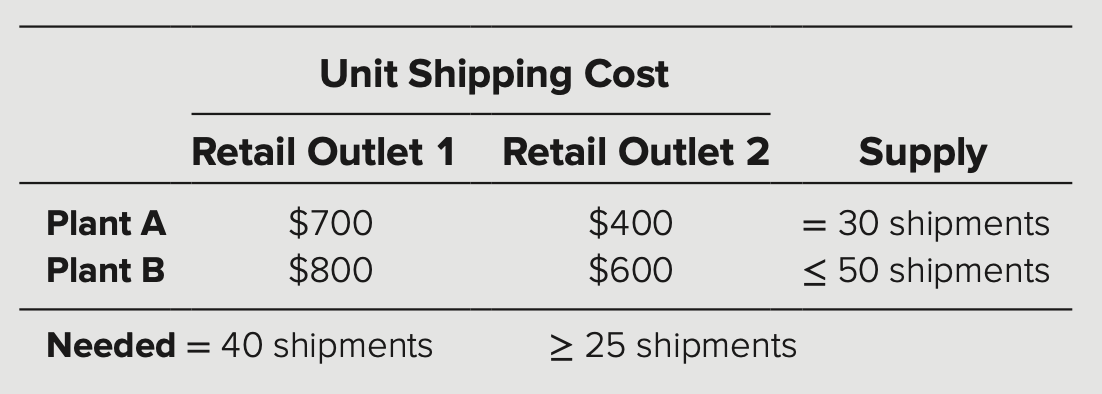 Unit Shipping Cost
Retail Outlet 1 Retail Outlet 2 Supply
Plant A $700 $400 = 30 shipments
Plant B $800 $600 ≤ 50 shipments
Needed = 40 shipments ≥ 25 shipments